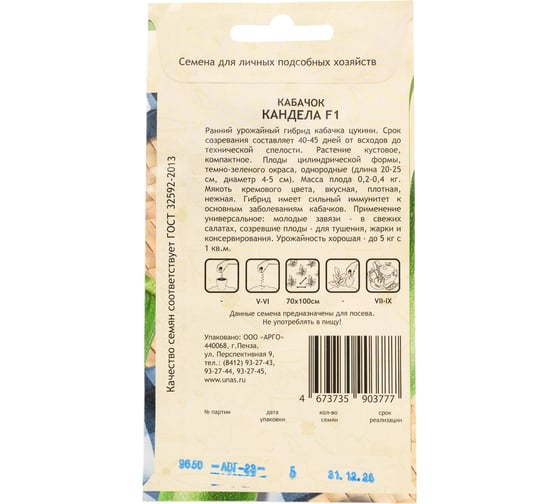 Семена для личных подсобных хозяйств
КАБАЧОК
КАНДЕЛА F1
Ранний урожайный гибрид кабачка цукини. Срок
созревания составляет 40-45 дней от всходов до
технической спелости. Растение кустовое,
компактное. Плоды цилиндрической формы,
темно-зеленого окраса, однородные (длина 20-25
см, диаметр 4-5 см). Масса плода 0,2-0,4 кг.
Мякоть кремового цвета, вкусная, плотная,
нежная. Гибрид имеет сильный иммунитет к
основным заболеваниям кабачков. Применение
универсальное: молодые завязи - в свежих
салатах, созревшие плоды - для тушения, жарки и
консервирования. Урожайность хорошая - до 5 кг с
1 кв.м.
- V-VI 70х100см - VII-IX
Данные семена предназначены для посева.
Не употреблять в пищу!
Упаковано: ООО «АРГО»
440068, г.Пенза,
ул. Перспективная 9,
тел.: (8412) 93-27-43,
93-27-44, 93-27-45,
www.unas.ru
4 673735 903777
№ партии дата упаковки кол-во семян срок реализации
9650 АВГ-23 5 31.12.26
Качество семян соответствует ГОСТ 32592-2013